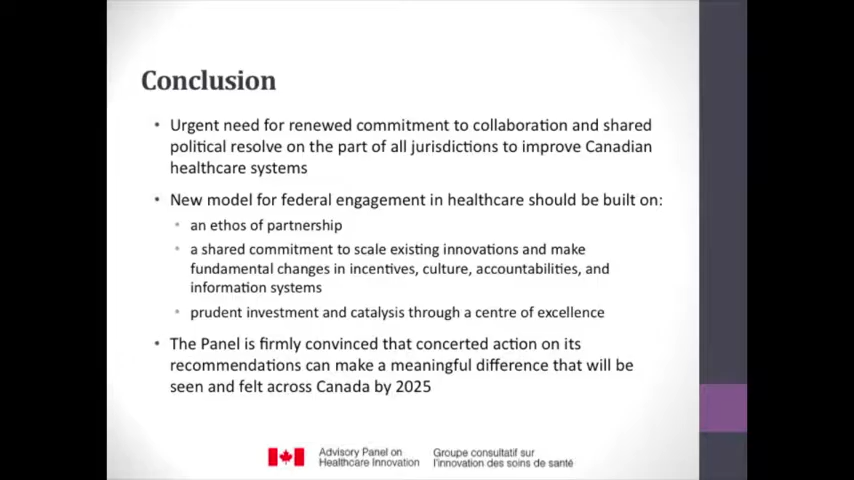 Conclusion
• Urgent need for renewed commitment to collaboration and shared
political resolve on the part of all jurisdictions to improve Canadian
healthcare systems
• New model for federal engagement in healthcare should be built on:
• an ethos of partnership
• a shared commitment to scale existing innovations and make
fundamental changes in incentives, culture, accountabilities, and
information systems
• prudent investment and catalysis through a centre of excellence
• The Panel is firmly convinced that concerted action on its
recommendations can make a meaningful difference that will be
seen and felt across Canada by 2025
Advisory Panel on
Healthcare Innovation
Groupe consultatif sur
l'innovation des soins de santé